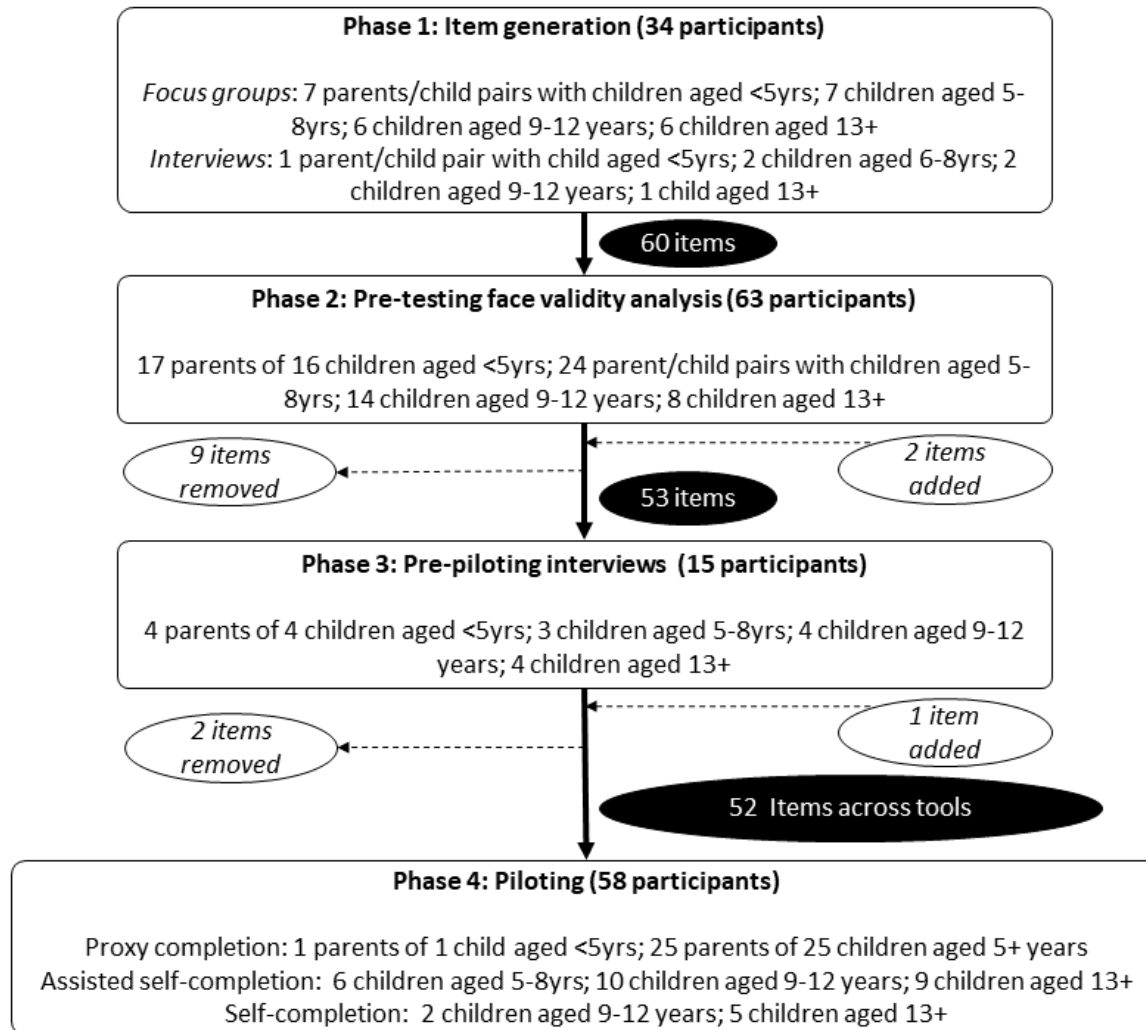 Phase 1: Item generation (34 participants)
Focus groups: 7 parents/child pairs with children aged <5yrs; 7 children aged 5-
8yrs; 6 children aged 9-12 years; 6 children aged 13+
Interviews: 1 parent/child pair with child aged <5yrs; 2 children aged 6-8yrs; 2
children aged 9-12 years; 1 child aged 13+
60 items
Phase 2: Pre-testing face validity analysis (63 participants)
17 parents of 16 children aged <5yrs; 24 parent/child pairs with children aged 5-
8yrs; 14 children aged 9-12 years; 8 children aged 13+
9 items
removed
2 items
added
53 items
Phase 3: Pre-piloting interviews (15 participants)
4 parents of 4 children aged <5yrs; 3 children aged 5-8yrs; 4 children aged 9-12
years; 4 children aged 13+
2 items
removed
1 item
added
52 Items across tools
Phase 4: Piloting (58 participants)
Proxy completion: 1 parents of 1 child aged <5yrs; 25 parents of 25 children aged 5+ years
Assisted self-completion: 6 children aged 5-8yrs; 10 children aged 9-12 years; 9 children aged 13+
Self-completion: 2 children aged 9-12 years; 5 children aged 13+